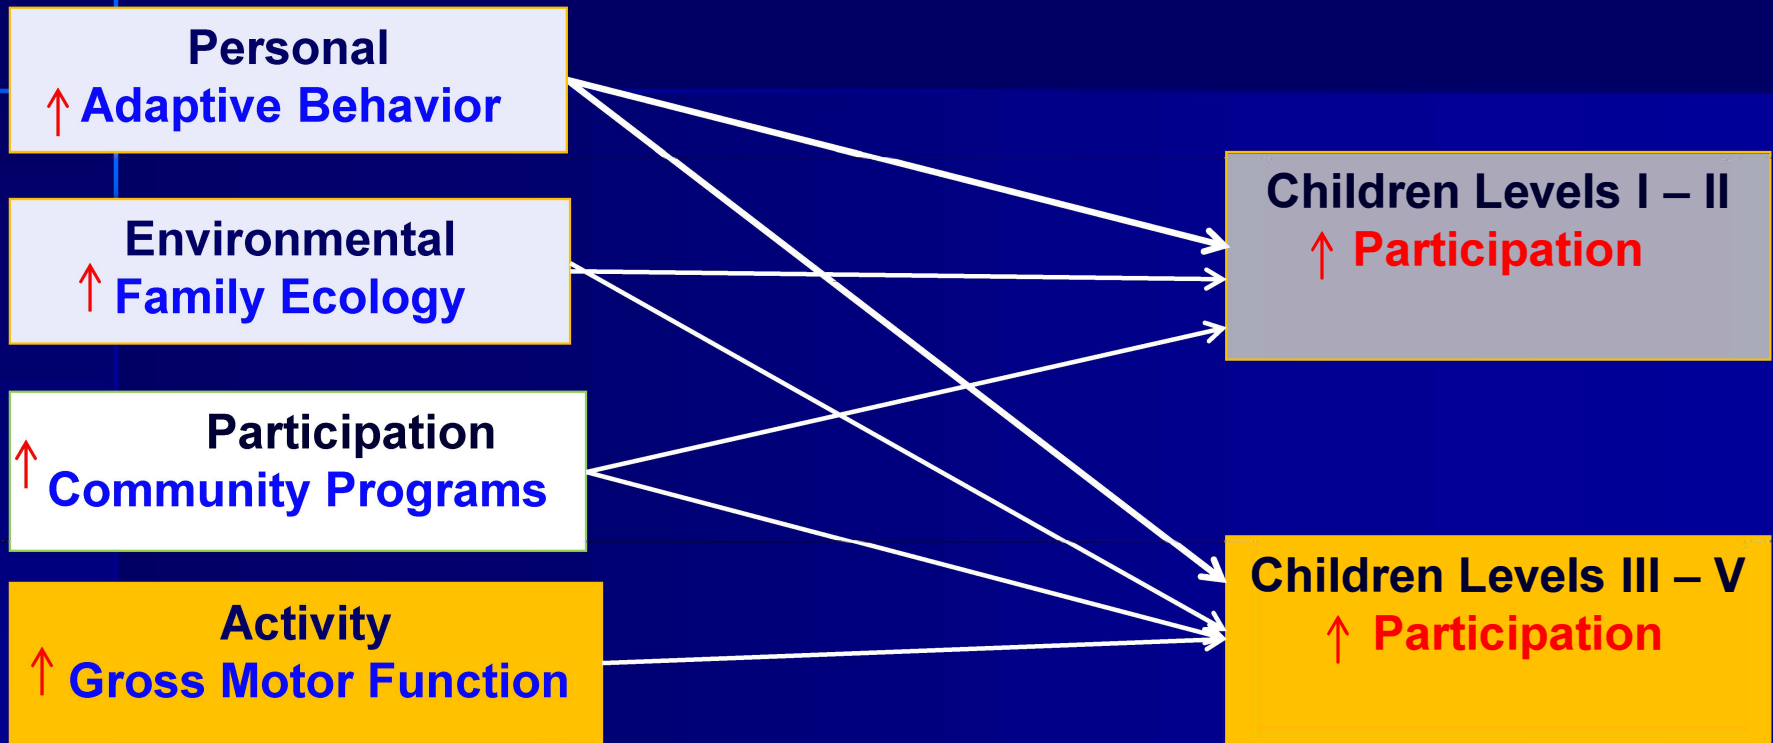 Personal
↑ Adaptive Behavior
Environmental
↑ Family Ecology
Participation
↑ Community Programs
Activity
↑ Gross Motor Function
Children Levels I – II
↑ Participation
Children Levels III – V
↑ Participation